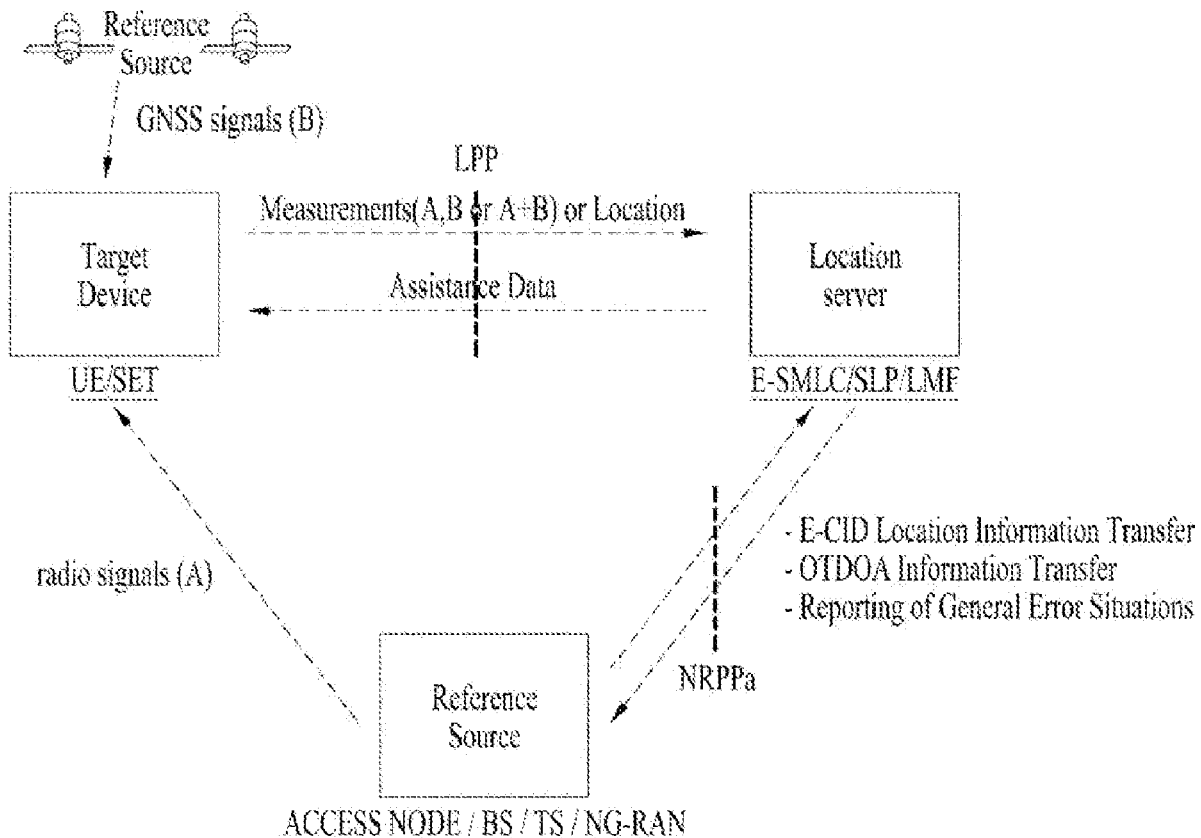 Reference
Source
GNSS signals (B)
LPP
Measurements(A,B or A+B) or Location
Assistance Data
Target
Device
UE/SET
Location
server
E-SMLC/SLP/LMF
radio signals (A)
- E-CID Location Information Transfer
- OTDOA Information Transfer
- Reporting of General Error Situations
NRPPa
Reference
Source
ACCESS NODE / BS / TS / NG-RAN